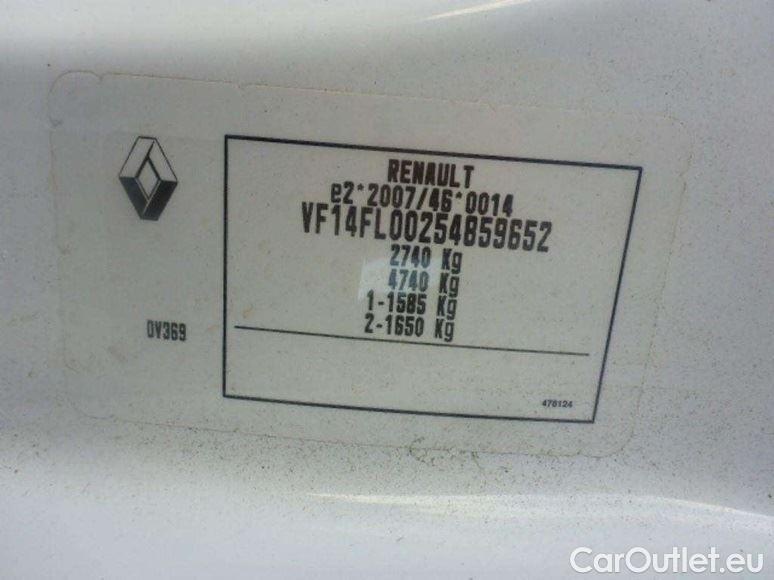 RENAULT
e2*2007/46*0014
VF14FL00254859652
2740 Kg
4740 Kg
1-1585 Kg
2-1650 Kg
DV369
478124
CarOutlet.eu